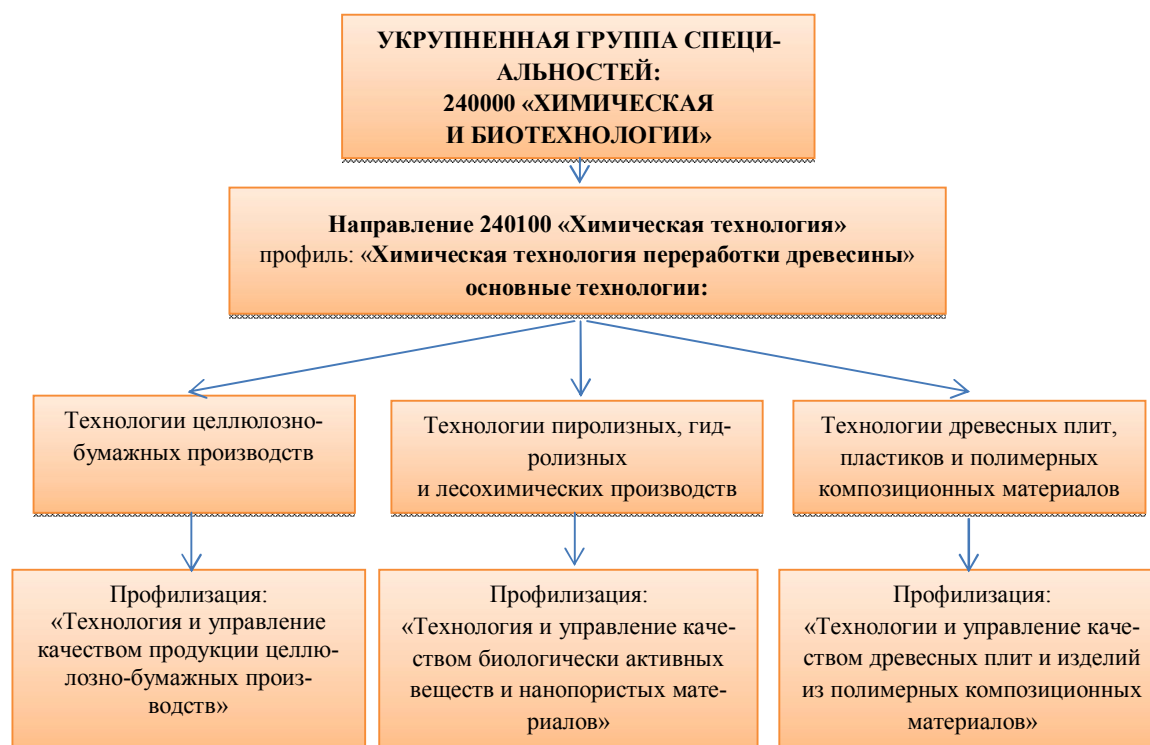 УКРУПНЕННАЯ ГРУППА СПЕЦИ-
АЛЬНОСТЕЙ:
240000 «ХИМИЧЕСКАЯ
И БИОТЕХНОЛОГИИ»
Направление 240100 «Химическая технология»
профиль: «Химическая технология переработки древесины»
основные технологии:
Технологии целлюлозно-
бумажных производств
Технологии пиролизных, гид-
ролизных
и лесохимических производств
Технологии древесных плит,
пластиков и полимерных
композиционных материалов
Профилизация:
«Технология и управление
качеством продукции целлю-
лозно-бумажных произ-
водств»
Профилизация:
«Технология и управление каче-
ством биологически активных
веществ и нанопористых мате-
риалов»
Профилизация:
«Технологии и управление каче-
ством древесных плит и изделий
из полимерных композиционных
материалов»